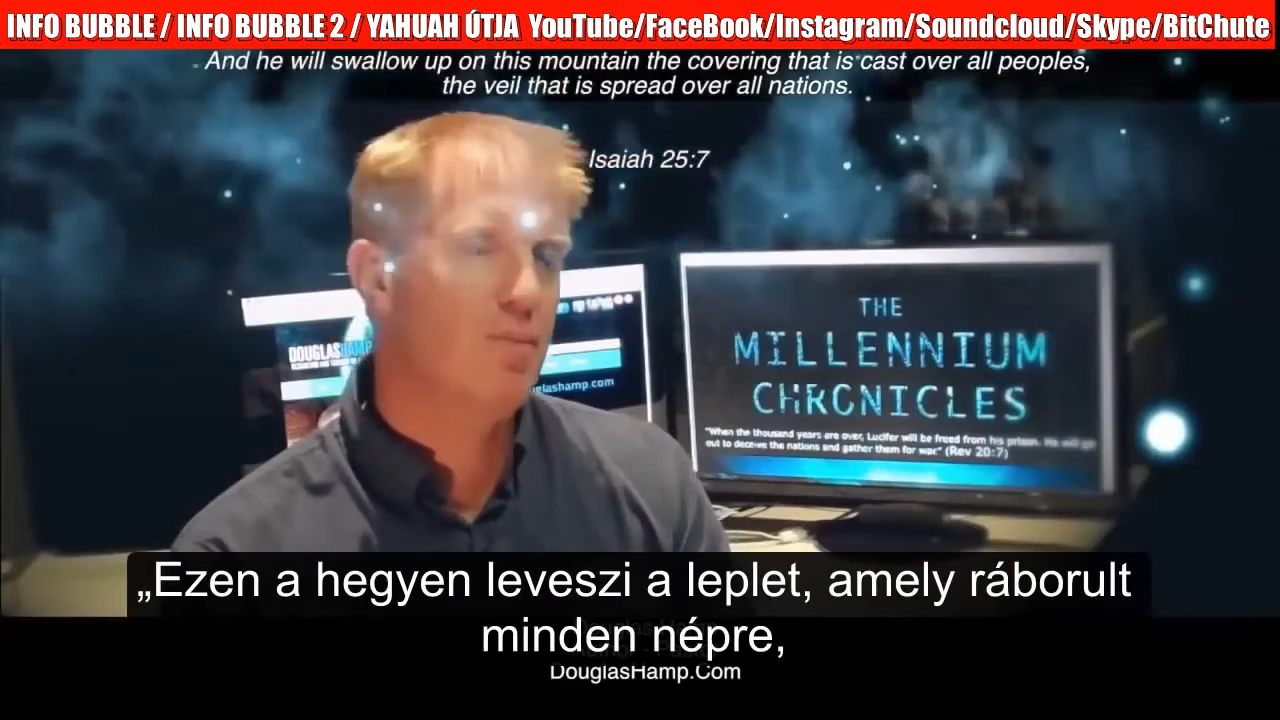 INFO BUBBLE / INFO BUBBLE 2 / YAHUAH ÚTJA YouTube/FaceBook/Instagram/Soundcloud/Skype/BitChute
And he will swallow up on this mountain the covering that is cast over all peoples,
the veil that is spread over all nations.
Isaiah 25:7
THE
MILLENNIUM
CHRONICLES
"When the thousand years are over, Lucifer will be freed from his prison. He will go
out to deceive the nations and gather them for war." (Rev 20:7)
DOUGLASHAMP
uglashamp.com
„Ezen a hegyen leveszi a leplet, amely ráborult
minden népre,
DouglasHamp.Com